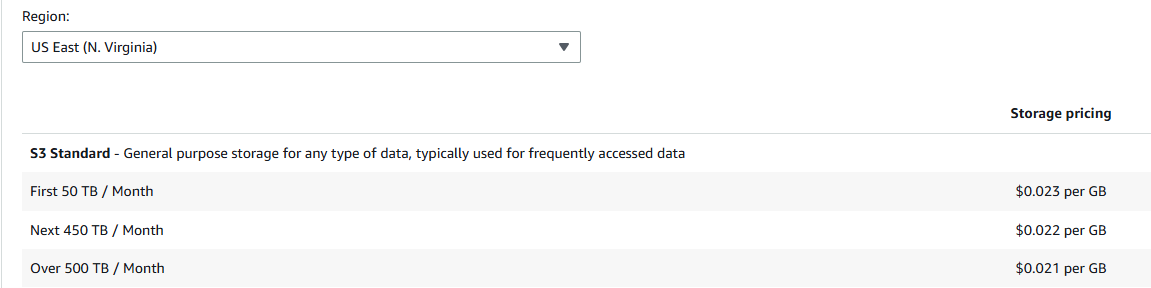 Region:
US East (N. Virginia)
Storage pricing
S3 Standard - General purpose storage for any type of data, typically used for frequently accessed data
First 50 TB / Month $0.023 per GB
Next 450 TB / Month $0.022 per GB
Over 500 TB / Month $0.021 per GB